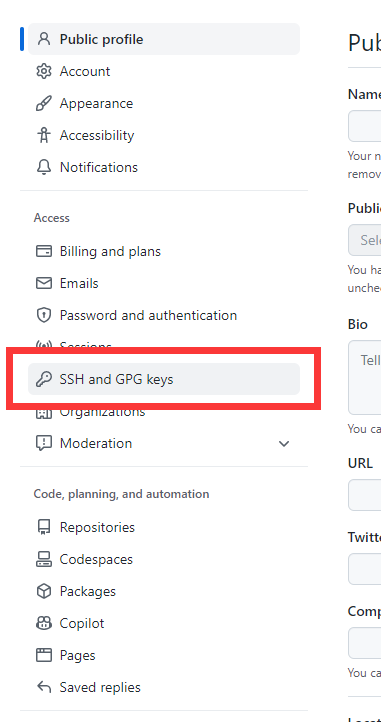 Public profile
Account
Appearance
Accessibility
Notifications
Access
Billing and plans
Emails
Password and authentication
Sessions
SSH and GPG keys
Organizations
Moderation
Code, planning, and automation
Repositories
Codespaces
Packages
Copilot
Pages
Saved replies
Pub
Name
Your n
remov
Public
Sele
You ha
unche
Bio
Tell
You ca
URL
Twitte
Comp
You ca